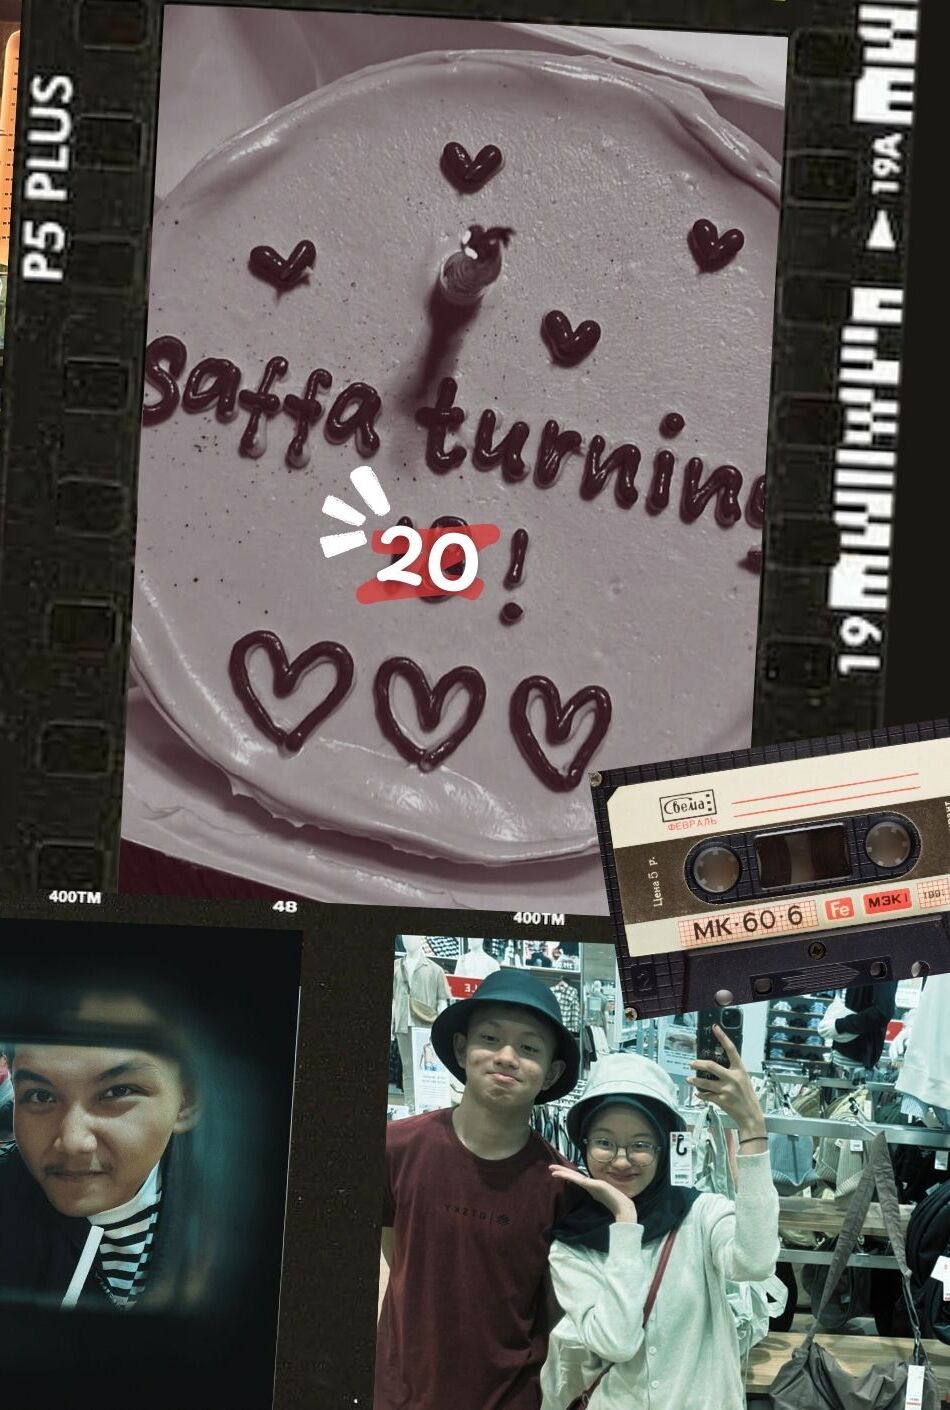 P5 PLUS
19A
19
saffa turning
20!
Свема
ФЕВРАЛЬ
Цена 5 р.
МК·60·6
Fe
МЭК I
2
400TM
48
400TM